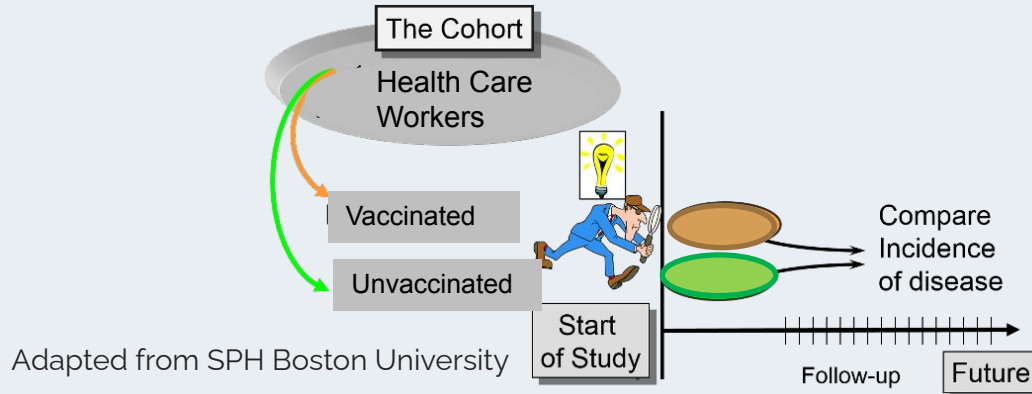 The Cohort
Health Care
Workers
Vaccinated
Unvaccinated
Compare
Incidence
of disease
Start
of Study
Follow-up
Future
Adapted from SPH Boston University